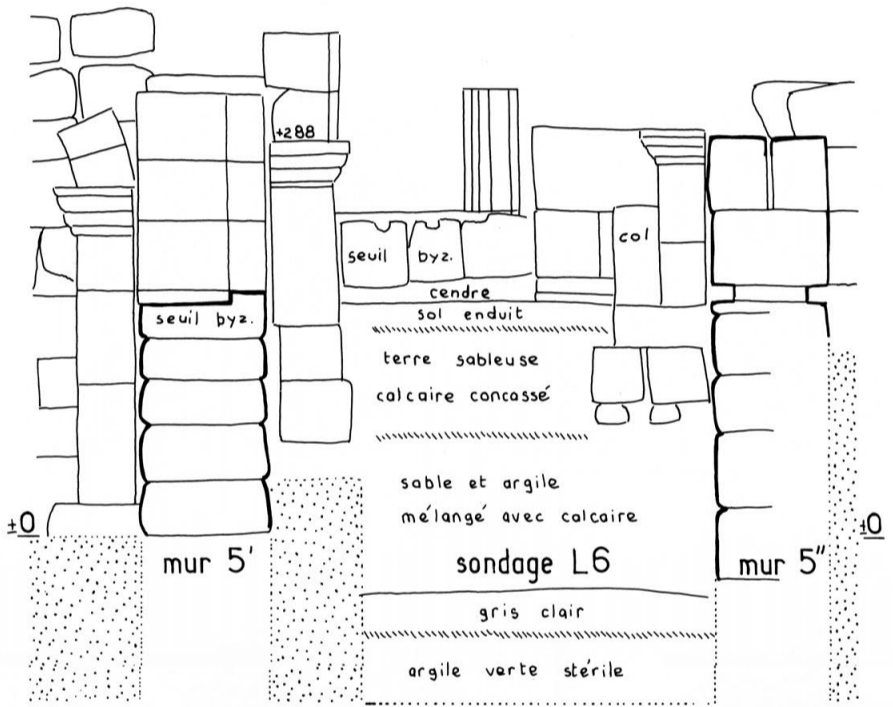 +288
seuil byz.
col
cendre
sol enduit
seuil byz.
terre sableuse
calcaire concassé
sable et argile
mélangé avec calcaire
±0 ±0
mur 5' sondage L6 mur 5"
gris clair
argile verte stérile